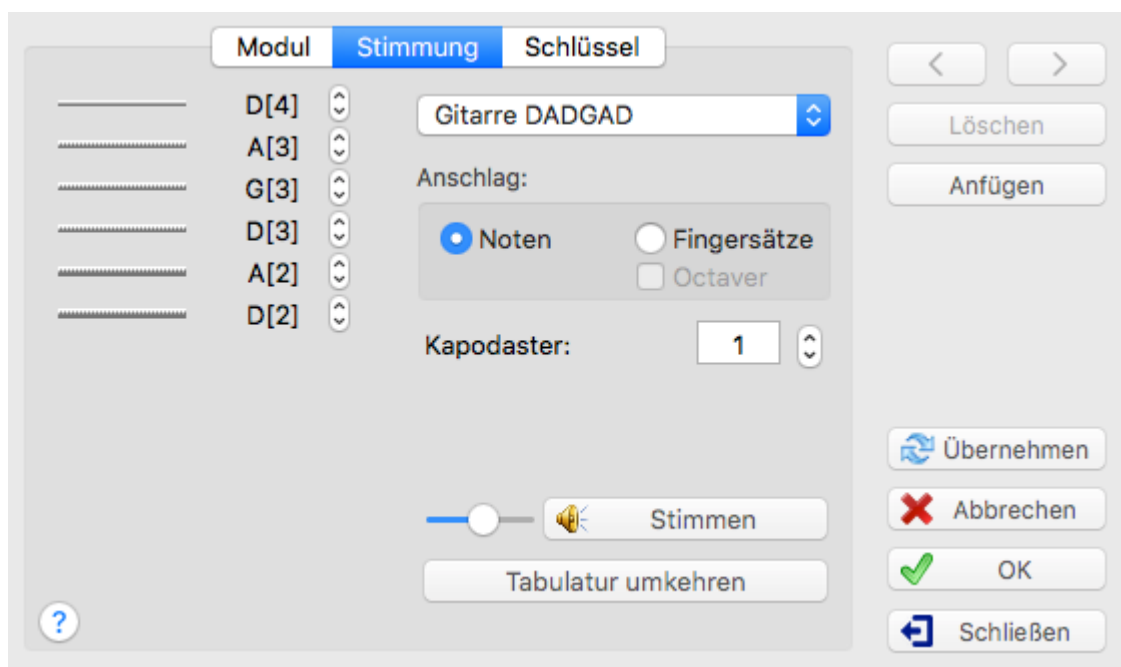 Modul Stimmung Schlüssel
< >
D[4]
Gitarre DADGAD
Löschen
A[3]
Anschlag:
Anfügen
G[3]
D[3]
Noten Fingersätze
A[2]
Octaver
D[2]
Kapodaster: 1
Übernehmen
Stimmen
Abbrechen
Tabulatur umkehren
OK
?
Schließen